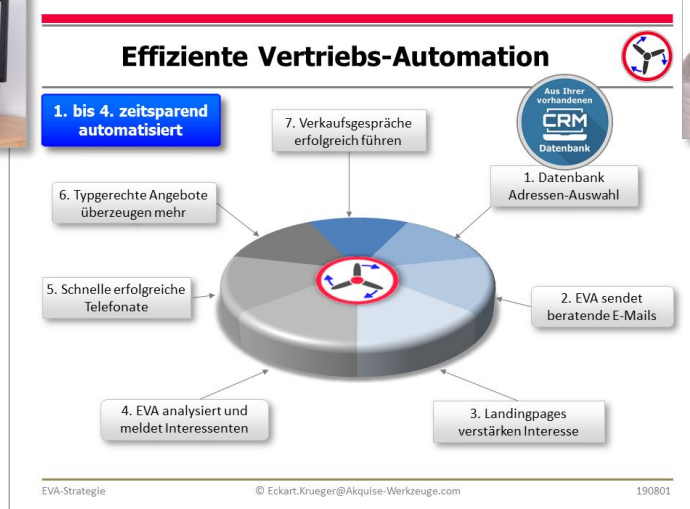 Effiziente Vertriebs-Automation
1. bis 4. zeitsparend
automatisiert
Aus Ihrer
vorhandenen
CRM
Datenbank
7. Verkaufsgespräche
erfolgreich führen
1. Datenbank
Adressen-Auswahl
6. Typgerechte Angebote
überzeugen mehr
5. Schnelle erfolgreiche
Telefonate
2. EVA sendet
beratende E-Mails
4. EVA analysiert und
meldet Interessenten
3. Landingpages
verstärken Interesse
EVA-Strategie
© Eckart.Krueger@Akquise-Werkzeuge.com
190801